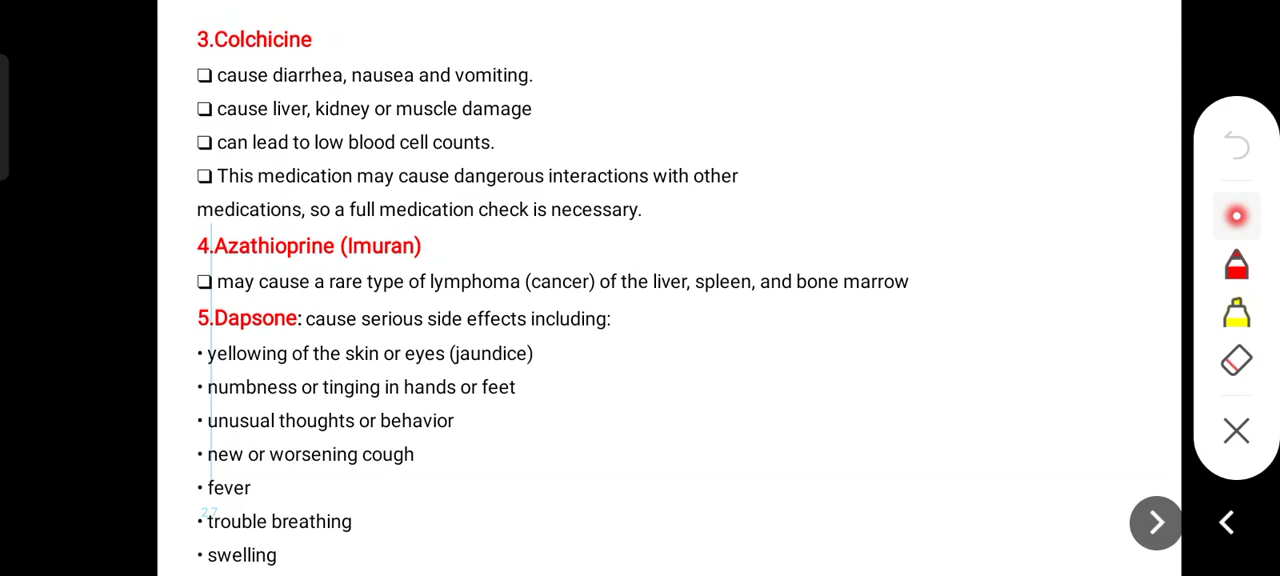 3.Colchicine
❑ cause diarrhea, nausea and vomiting.
❑ cause liver, kidney or muscle damage
❑ can lead to low blood cell counts.
❑ This medication may cause dangerous interactions with other
medications, so a full medication check is necessary.
4.Azathioprine (Imuran)
❑ may cause a rare type of lymphoma (cancer) of the liver, spleen, and bone marrow
5.Dapsone: cause serious side effects including:
• yellowing of the skin or eyes (jaundice)
• numbness or tinging in hands or feet
• unusual thoughts or behavior
• new or worsening cough
• fever
27
• trouble breathing
• swelling